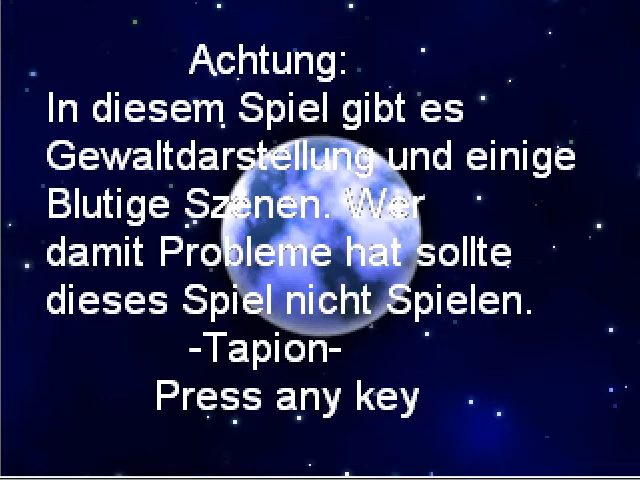 Achtung:
In diesem Spiel gibt es
Gewaltdarstellung und einige
Blutige Szenen. Wer
damit Probleme hat sollte
dieses Spiel nicht Spielen.
-Tapion-
Press any key